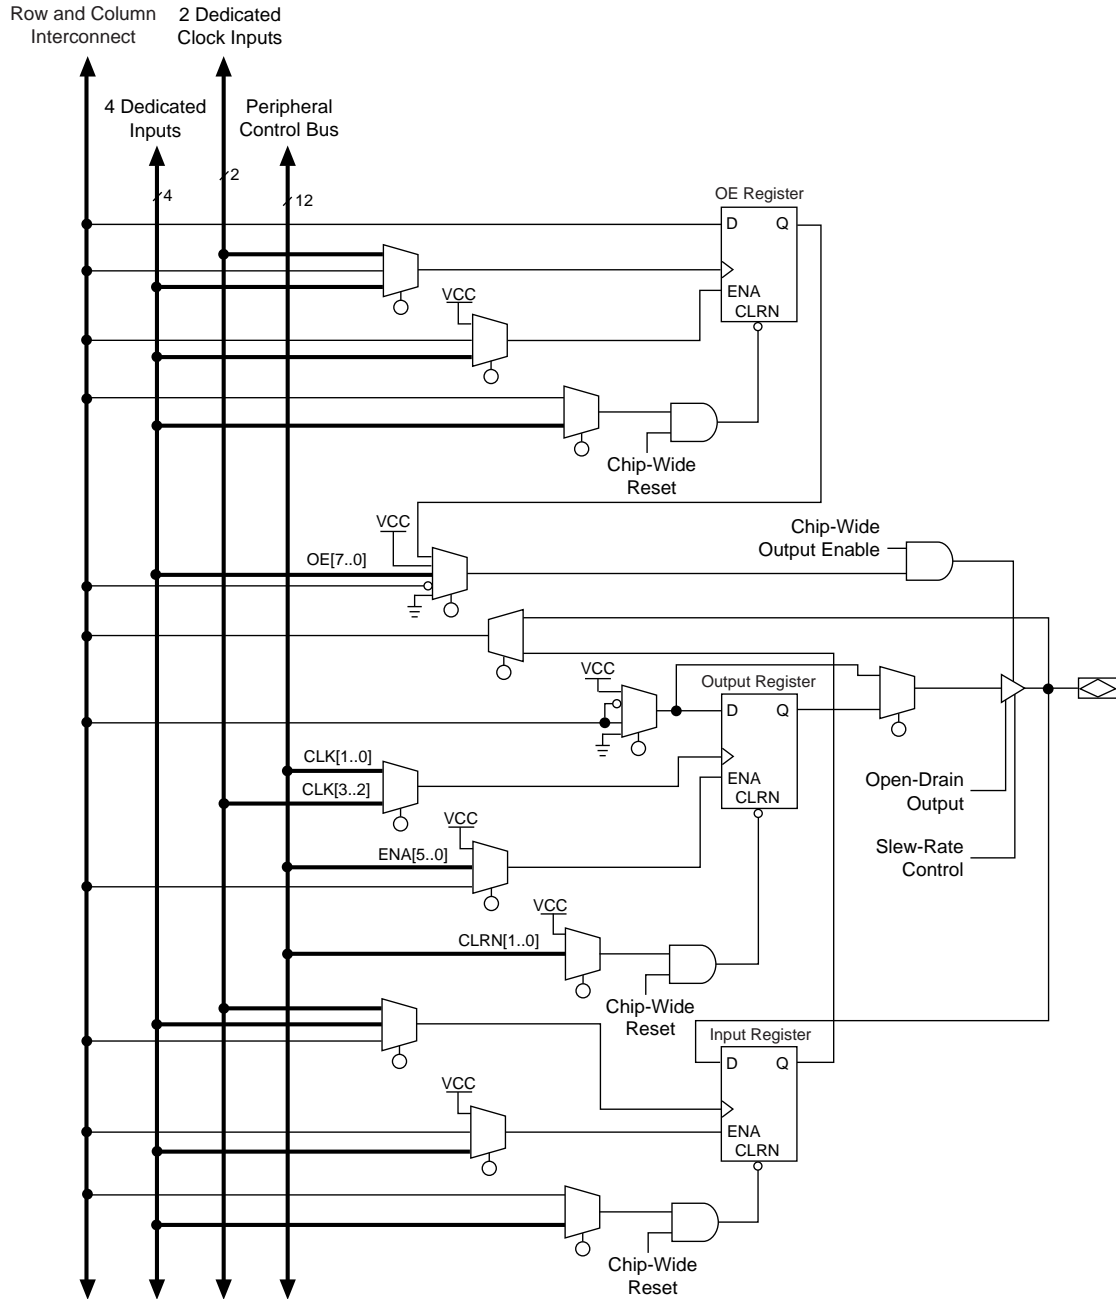 Row and Column
Interconnect
2 Dedicated
Clock Inputs
4 Dedicated
Inputs
Peripheral
Control Bus
2
4
12
OE Register
D Q
ENA
CLRN
VCC
Chip-Wide
Reset
VCC
OE[7..0]
Chip-Wide
Output Enable
VCC
Output Register
D Q
ENA
CLRN
CLK[1..0]
CLK[3..2]
Open-Drain
Output
VCC
ENA[5..0]
Slew-Rate
Control
VCC
CLRN[1..0]
Chip-Wide
Reset
Input Register
D Q
ENA
CLRN
VCC
Chip-Wide
Reset